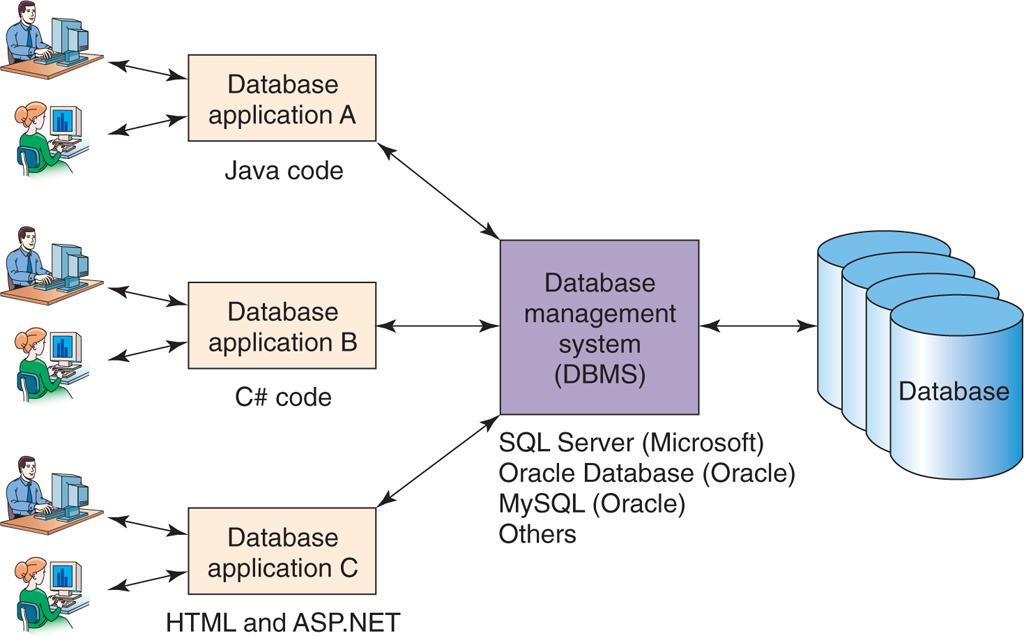 Database
application A
Java code
Database
application B
C# code
Database
application C
HTML and ASP.NET
Database
management
system
(DBMS)
SQL Server (Microsoft)
Oracle Database (Oracle)
MySQL (Oracle)
Others
Database